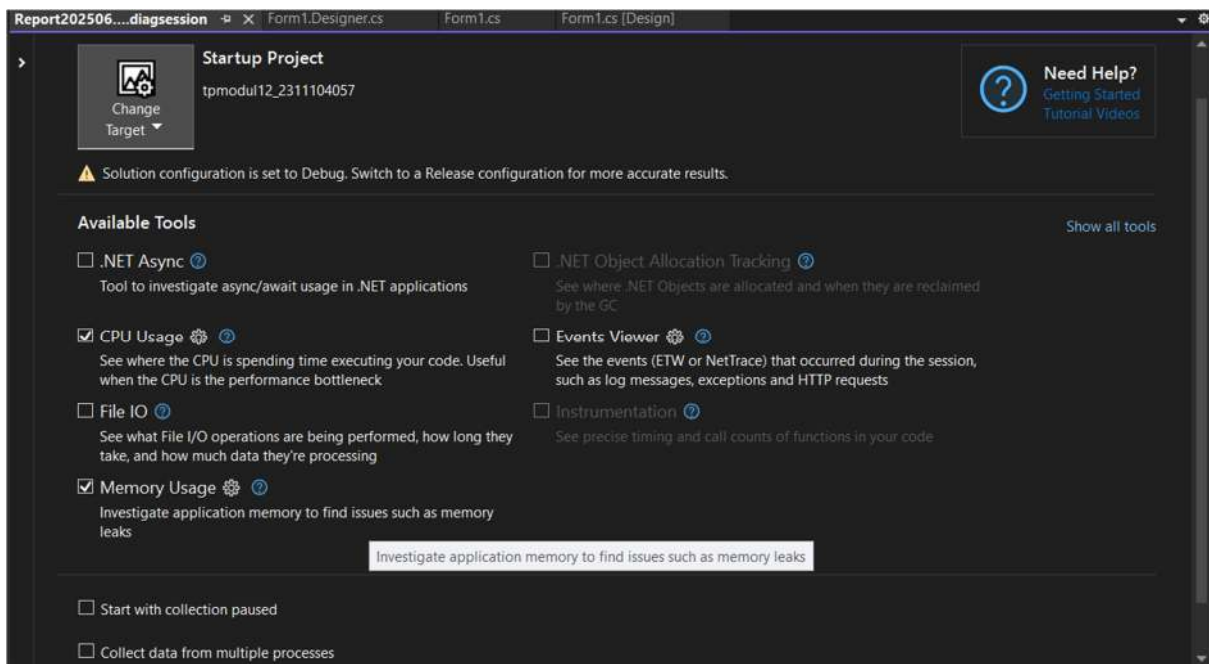 Report202506....diagsession Form1.Designer.cs Form1.cs Form1.cs [Design]
Startup Project
tpmodul12_2311104057
Change
Target
Need Help?
Getting Started
Tutorial Videos
Solution configuration is set to Debug. Switch to a Release configuration for more accurate results.
Available Tools
Show all tools
.NET Async
Tool to investigate async/await usage in .NET applications
.NET Object Allocation Tracking
See where .NET Objects are allocated and when they are reclaimed
by the GC
CPU Usage
See where the CPU is spending time executing your code. Useful
when the CPU is the performance bottleneck
Events Viewer
See the events (ETW or NetTrace) that occurred during the session,
such as log messages, exceptions and HTTP requests
File IO
See what File I/O operations are being performed, how long they
take, and how much data they're processing
Instrumentation
See precise timing and call counts of functions in your code
Memory Usage
Investigate application memory to find issues such as memory
leaks
Investigate application memory to find issues such as memory leaks
Start with collection paused
Collect data from multiple processes